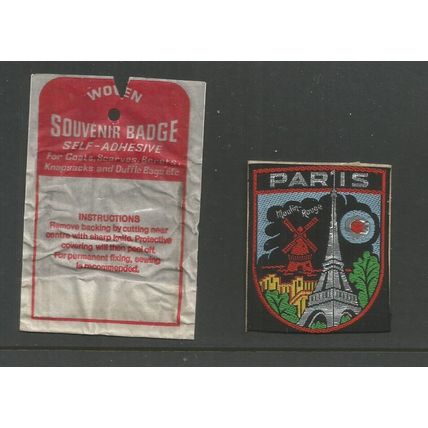 WOVEN
SOUVENIR BADGE
SELF-ADHESIVE
For Coats, Scarves, Berets,
Knapsacks and Duffle Bags etc
INSTRUCTIONS
Remove backing by cutting near
centre with sharp knife. Protective
covering will then peel off.
For permanent fixing, sewing
is recommended.
PARIS
Moulin-Rouge